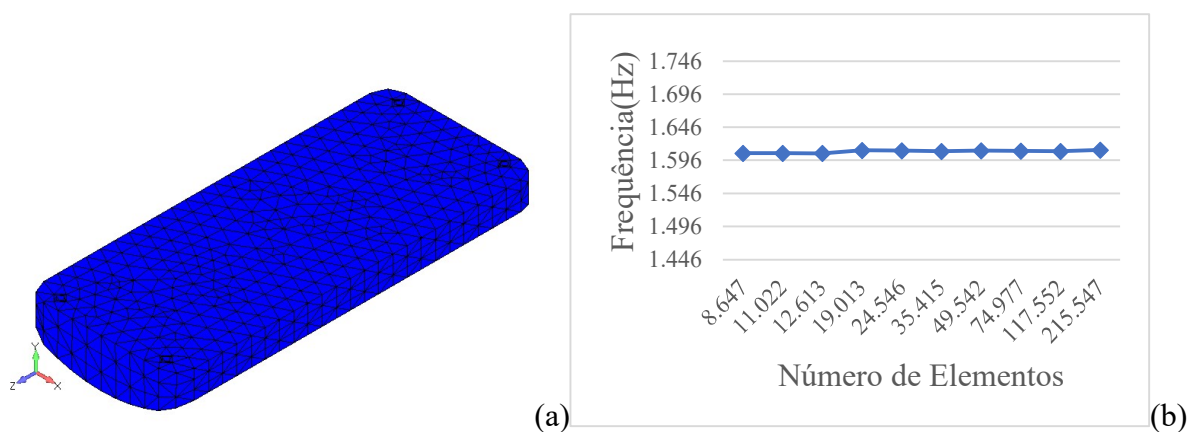 Y
Z
X
(a)
Frequência(Hz)
1.746
1.696
1.646
1.596
1.546
1.496
1.446
8.647
11.022
12.613
19.013
24.546
35.415
49.542
74.977
117.552
215.547
Número de Elementos
(b)